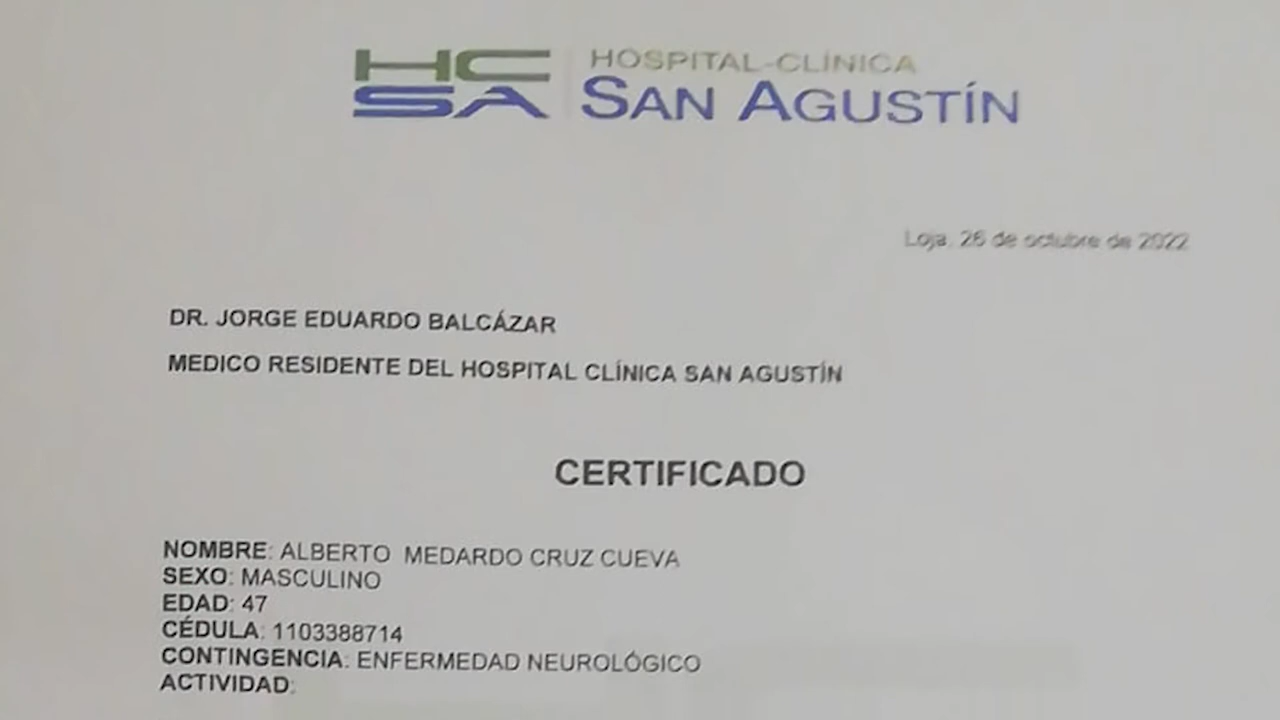 HC
SA
HOSPITAL-CLÍNICA
SAN AGUSTÍN
Loja, 26 de octubre de 2022
DR. JORGE EDUARDO BALCÁZAR
MEDICO RESIDENTE DEL HOSPITAL CLÍNICA SAN AGUSTÍN
CERTIFICADO
NOMBRE: ALBERTO MEDARDO CRUZ CUEVA
SEXO: MASCULINO
EDAD: 47
CÉDULA: 1103388714
CONTINGENCIA: ENFERMEDAD NEUROLÓGICO
ACTIVIDAD: